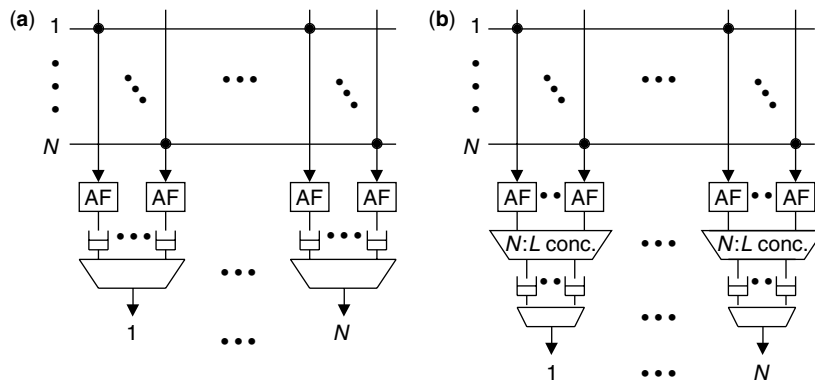 (a)
1
N
AF AF AF AF
1 N
(b)
1
N
AF AF AF AF
N:L conc. N:L conc.
1 N